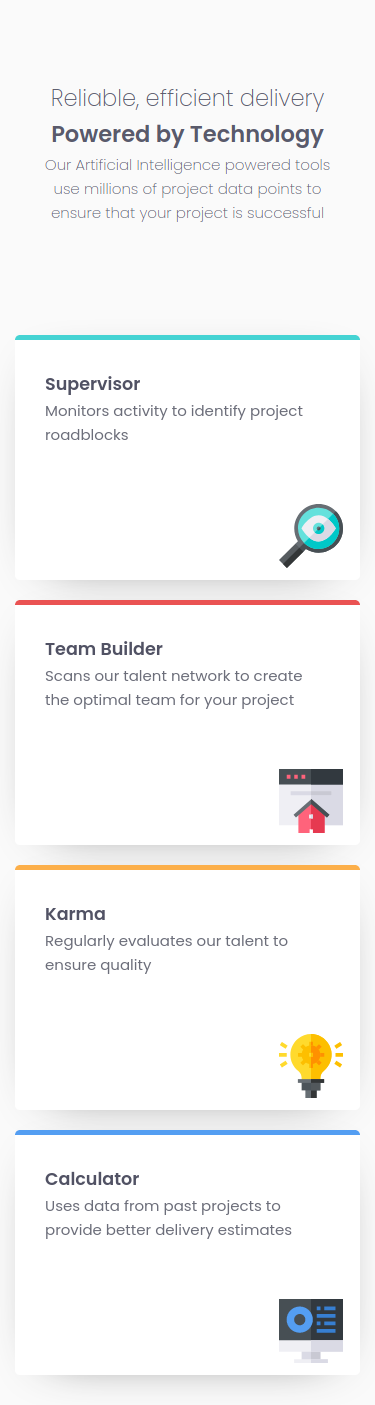 Reliable, efficient delivery
Powered by Technology
Our Artificial Intelligence powered tools
use millions of project data points to
ensure that your project is successful
Supervisor
Monitors activity to identify project
roadblocks
Team Builder
Scans our talent network to create
the optimal team for your project
Karma
Regularly evaluates our talent to
ensure quality
Calculator
Uses data from past projects to
provide better delivery estimates